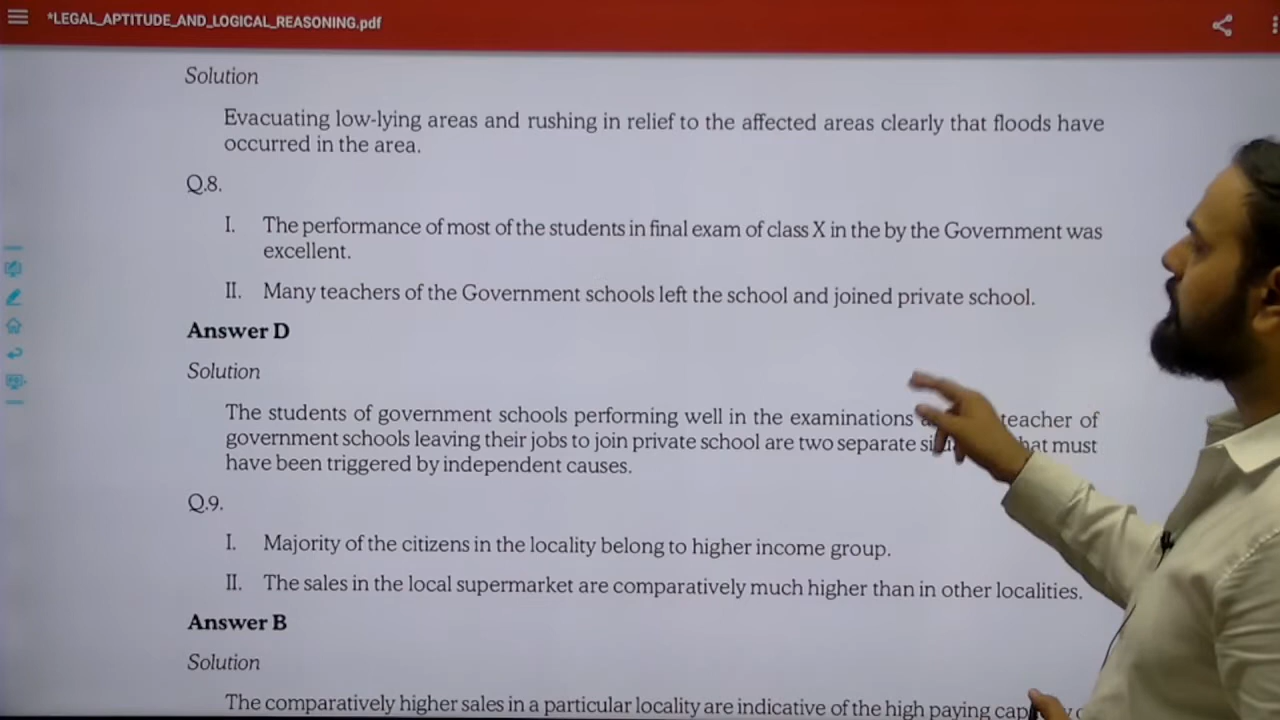 *LEGAL_APTITUDE_AND_LOGICAL_REASONING.pdf
Solution
Evacuating low-lying areas and rushing in relief to the affected areas clearly that floods have
occurred in the area.
Q.8.
I. The performance of most of the students in final exam of class X in the by the Government was
excellent.
II. Many teachers of the Government schools left the school and joined private school.
Answer D
Solution
The students of government schools performing well in the examinations teacher of
government schools leaving their jobs to join private school are two separate must
have been triggered by independent causes.
Q.9.
I. Majority of the citizens in the locality belong to higher income group.
II. The sales in the local supermarket are comparatively much higher than in other localities.
Answer B
Solution
The comparatively higher sales in a particular locality are indicative of the high paying